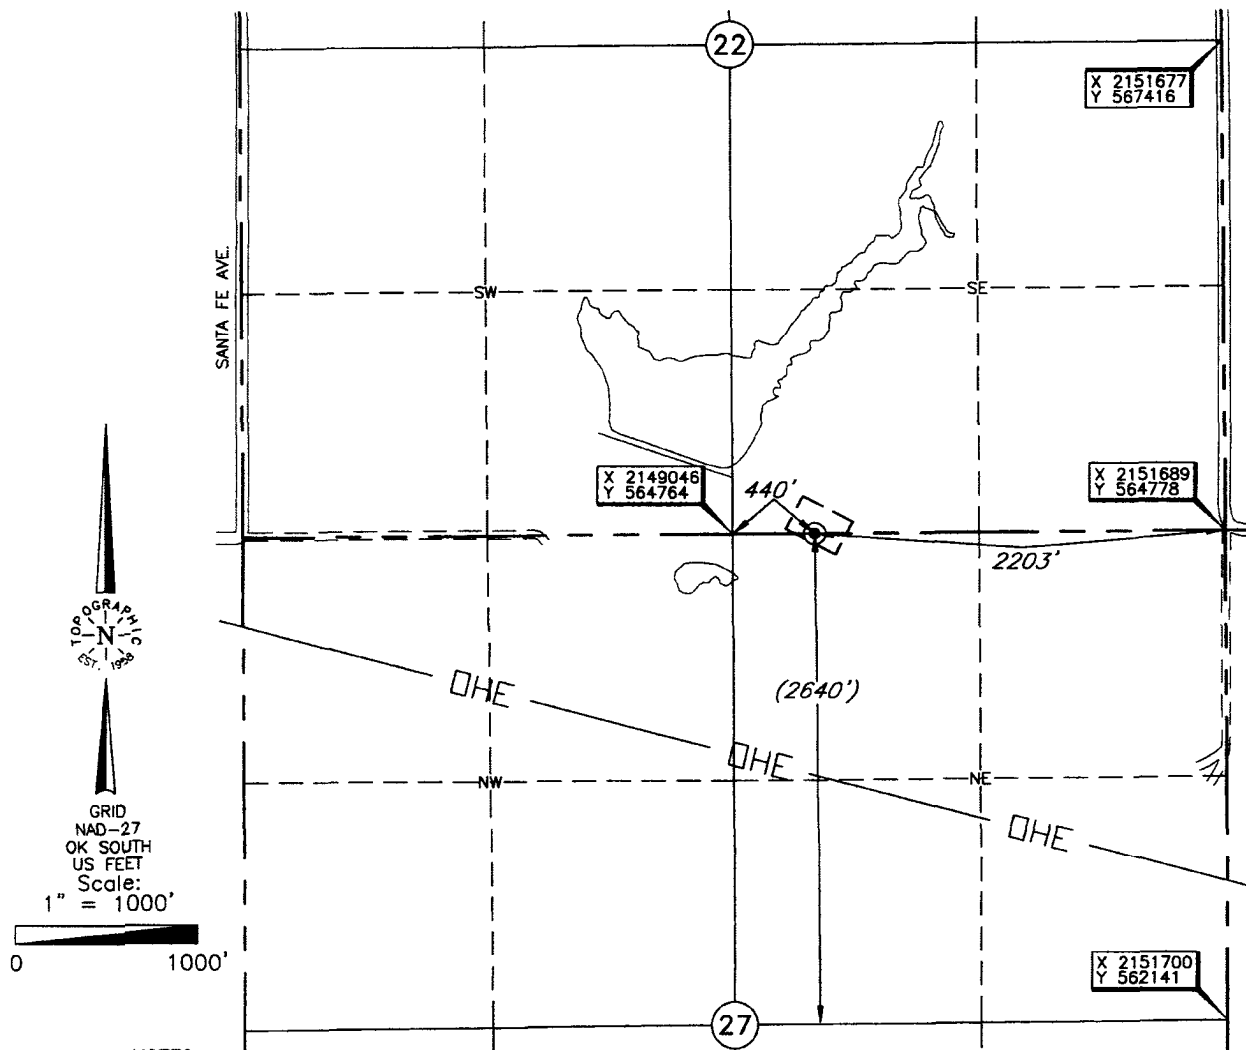 22
X 2151677
Y 567416
SANTA FE AVE.
SW
SE
X 2149046
Y 564764
440'
X 2151689
Y 564778
2203'
TOPOGRAPHIC
N
EST. 1958
OHE
(2640')
OHE
NW
NE
OHE
GRID
NAD-27
OK SOUTH
US FEET
Scale:
1" = 1000'
0 1000'
X 2151700
Y 562141
27